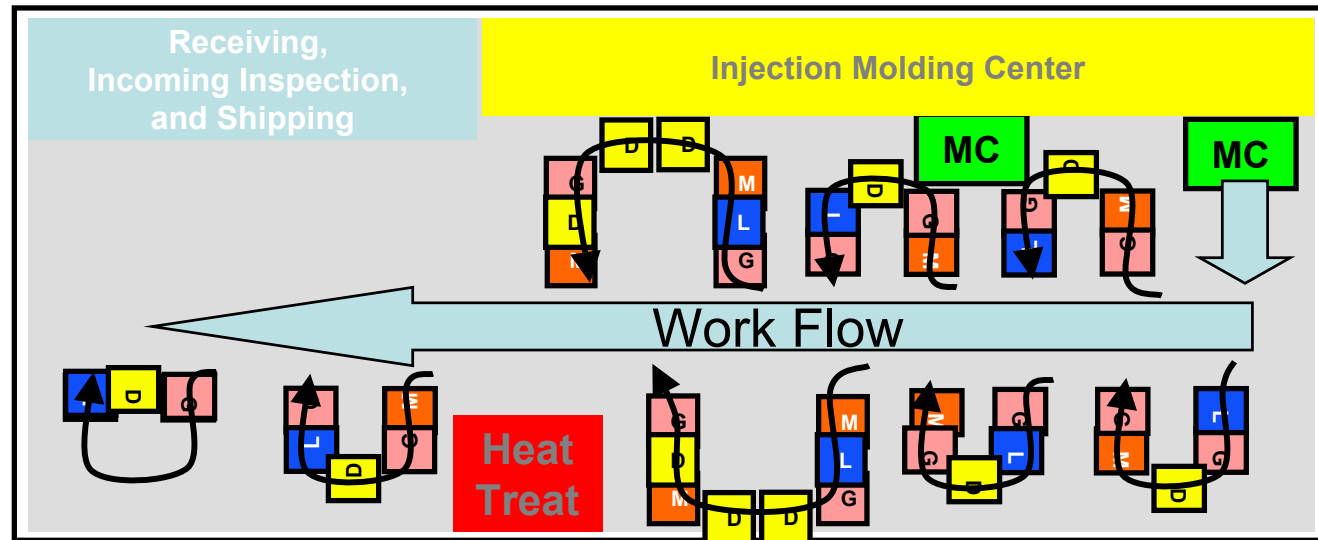 Receiving,
Incoming Inspection,
and Shipping
Injection Molding Center
MC
MC
D
D
G
D
M
L
G
D
G
M
G
M
G
Work Flow
D
G
L
D
M
G
Heat
Treat
G
D
M
D
D
M
L
G
M
G
D
L
G
G
M
D
L
G